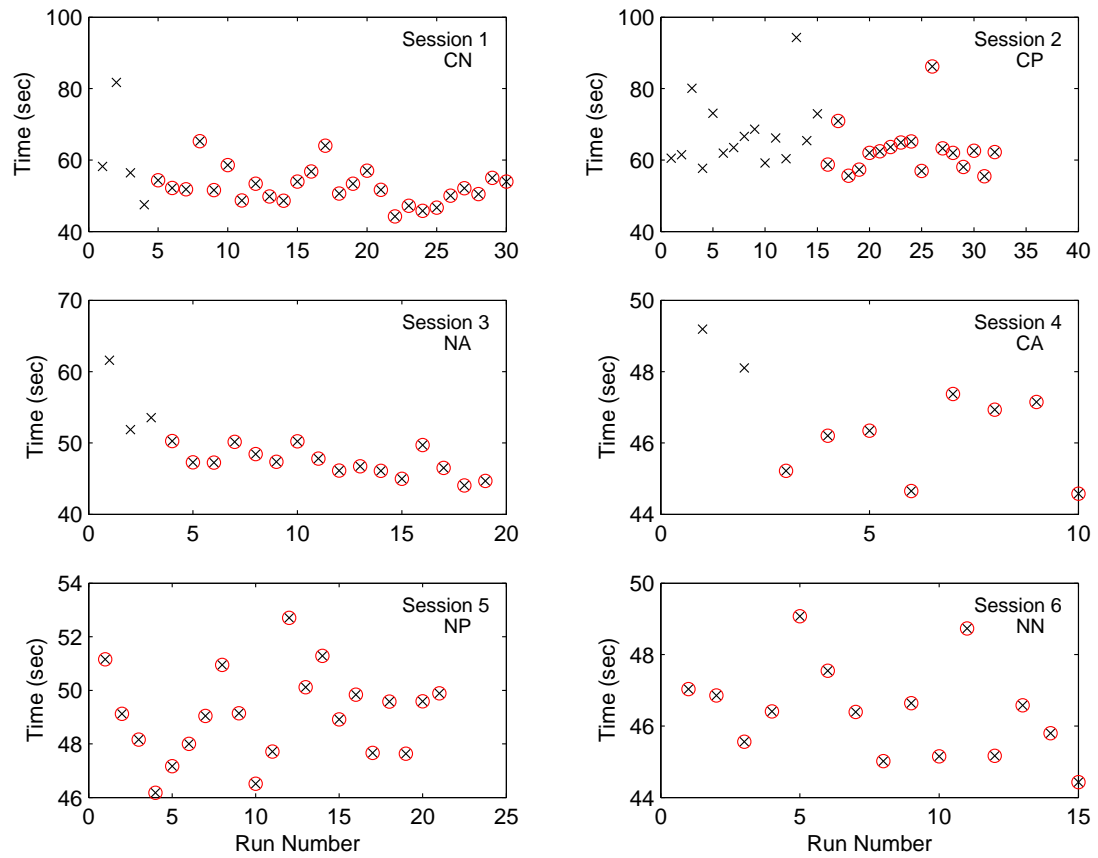 100
80
60
40
0
5
10
15
20
25
30
Time (sec)
Session 1
CN
100
80
60
40
0
5
10
15
20
25
30
35
40
Time (sec)
Session 2
CP
70
60
50
40
0
5
10
15
20
Time (sec)
Session 3
NA
50
48
46
44
0
5
10
Time (sec)
Session 4
CA
54
52
50
48
46
0
5
10
15
20
25
Time (sec)
Run Number
Session 5
NP
50
48
46
44
0
5
10
15
Time (sec)
Run Number
Session 6
NN